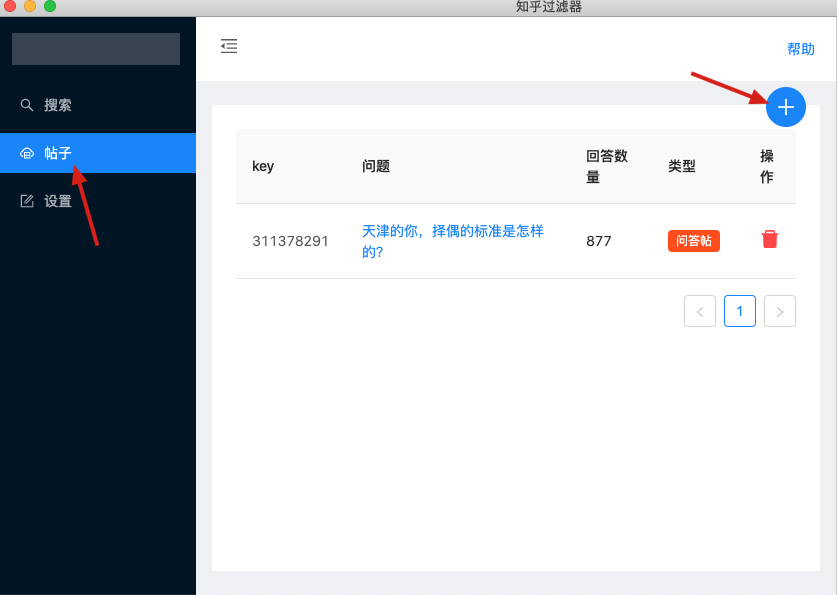 知乎过滤器
帮助
搜索
帖子
设置
key
问题
回答数
量
类型
操
作
311378291
天津的你，择偶的标准是怎样
的?
877
问答帖
1